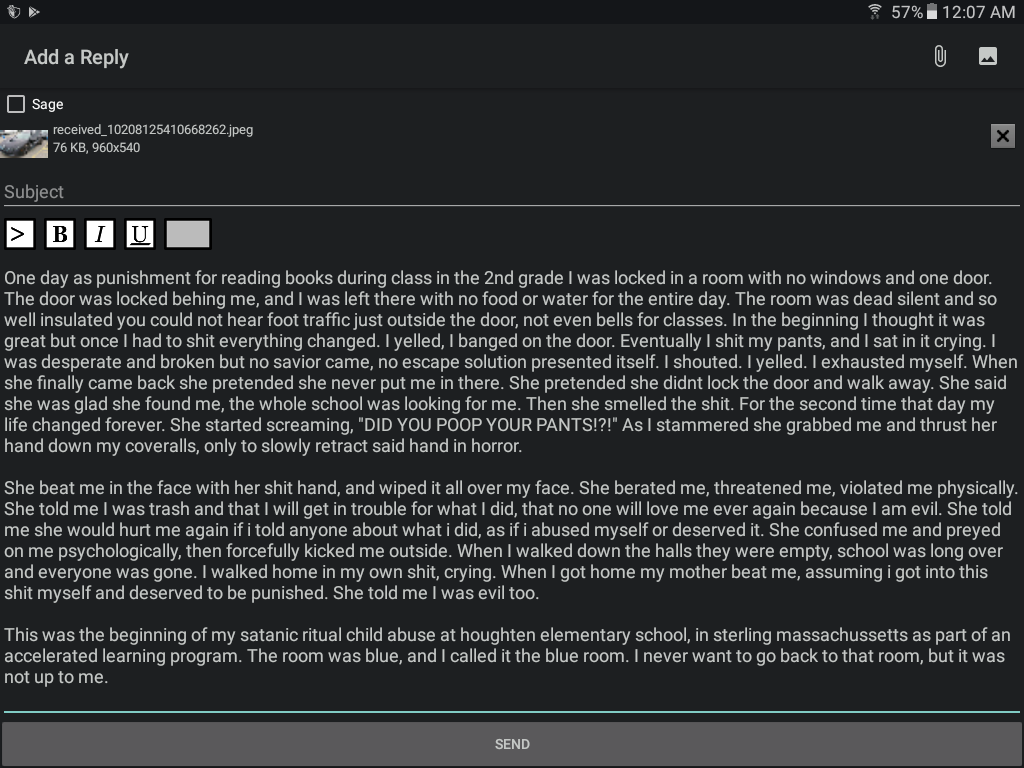 57% 12:07 AM
Add a Reply
Sage
received_10208125410668262.jpeg
76 KB, 960x540
Subject
> B I U
One day as punishment for reading books during class in the 2nd grade I was locked in a room with no windows and one door.
The door was locked behing me, and I was left there with no food or water for the entire day. The room was dead silent and so
well insulated you could not hear foot traffic just outside the door, not even bells for classes. In the beginning I thought it was
great but once I had to shit everything changed. I yelled, I banged on the door. Eventually I shit my pants, and I sat in it crying. I
was desperate and broken but no savior came, no escape solution presented itself. I shouted. I yelled. I exhausted myself. When
she finally came back she pretended she never put me in there. She pretended she didnt lock the door and walk away. She said
she was glad she found me, the whole school was looking for me. Then she smelled the shit. For the second time that day my
life changed forever. She started screaming, "DID YOU POOP YOUR PANTS!?!" As I stammered she grabbed me and thrust her
hand down my coveralls, only to slowly retract said hand in horror.
She beat me in the face with her shit hand, and wiped it all over my face. She berated me, threatened me, violated me physically.
She told me I was trash and that I will get in trouble for what I did, that no one will love me ever again because I am evil. She told
me she would hurt me again if i told anyone about what i did, as if i abused myself or deserved it. She confused me and preyed
on me psychologically, then forcefully kicked me outside. When I walked down the halls they were empty, school was long over
and everyone was gone. I walked home in my own shit, crying. When I got home my mother beat me, assuming i got into this
shit myself and deserved to be punished. She told me I was evil too.
This was the beginning of my satanic ritual child abuse at houghten elementary school, in sterling massachussetts as part of an
accelerated learning program. The room was blue, and I called it the blue room. I never want to go back to that room, but it was
not up to me.
SEND